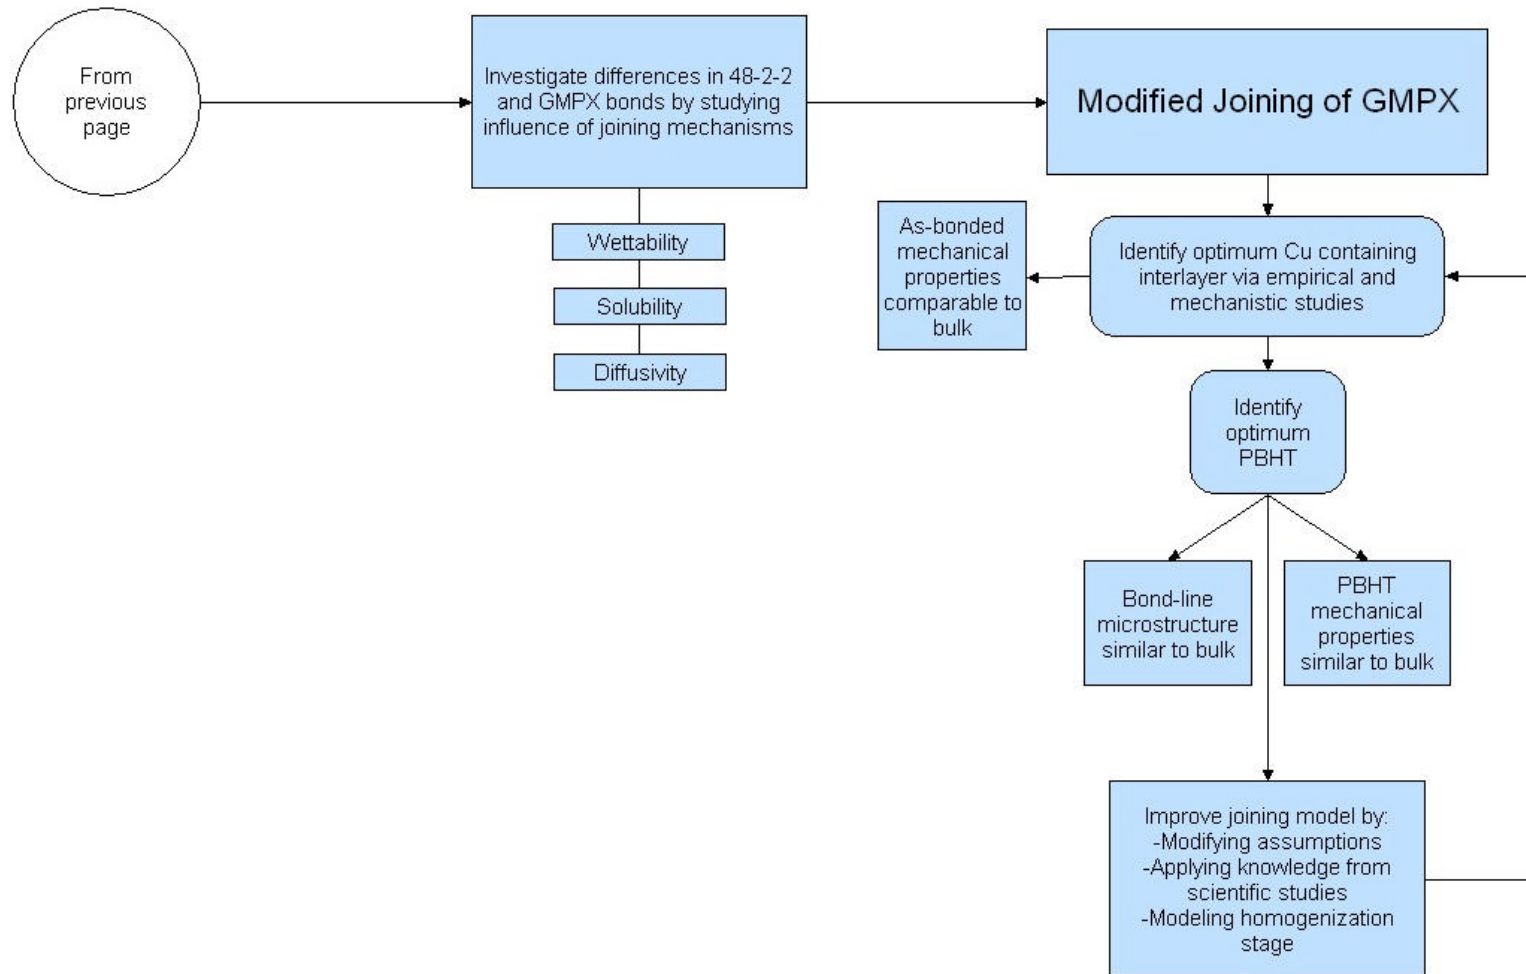 From
previous
page
Investigate differences in 48-2-2
and GMPX bonds by studying
influence of joining mechanisms
Modified Joining of GMPX
Wettability
Solubility
Diffusivity
As-bonded
mechanical
properties
comparable to
bulk
Identify optimum Cu containing
interlayer via empirical and
mechanistic studies
Identify
optimum
PBHT
Bond-line
microstructure
similar to bulk
PBHT
mechanical
properties
similar to bulk
Improve joining model by:
-Modifying assumptions
-Applying knowledge from
scientific studies
-Modeling homogenization
stage